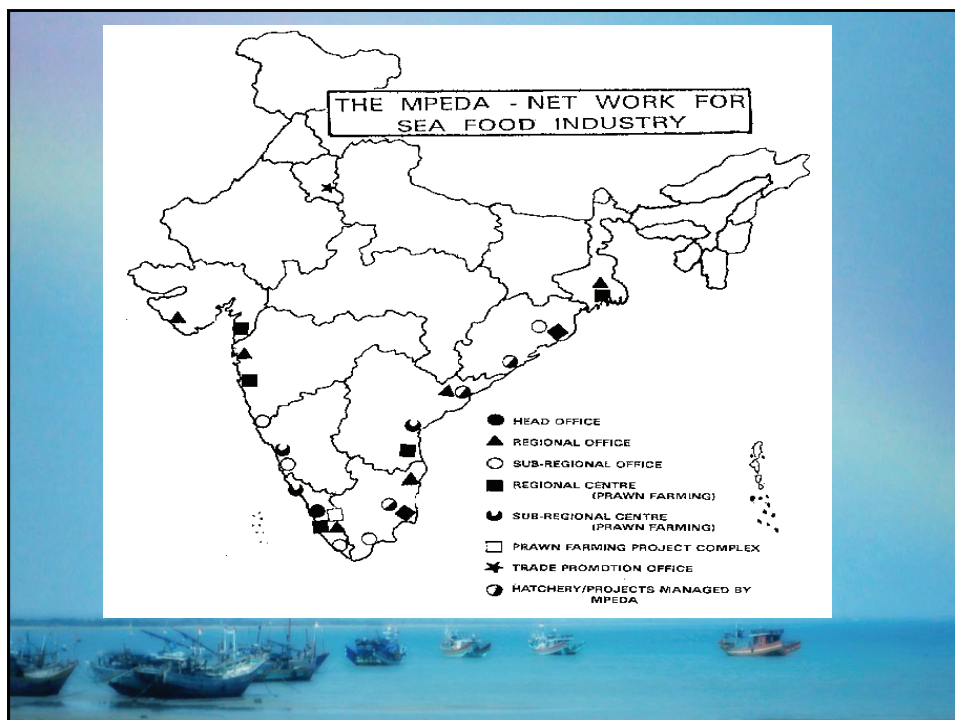 THE MPEDA - NET WORK FOR
SEA FOOD INDUSTRY
HEAD OFFICE
REGIONAL OFFICE
SUB-REGIONAL OFFICE
REGIONAL CENTRE
(PRAWN FARMING)
SUB-REGIONAL CENTRE
(PRAWN FARMING)
PRAWN FARMING PROJECT COMPLEX
TRADE PROMOTION OFFICE
HATCHERY/PROJECTS MANAGED BY
MPEDA